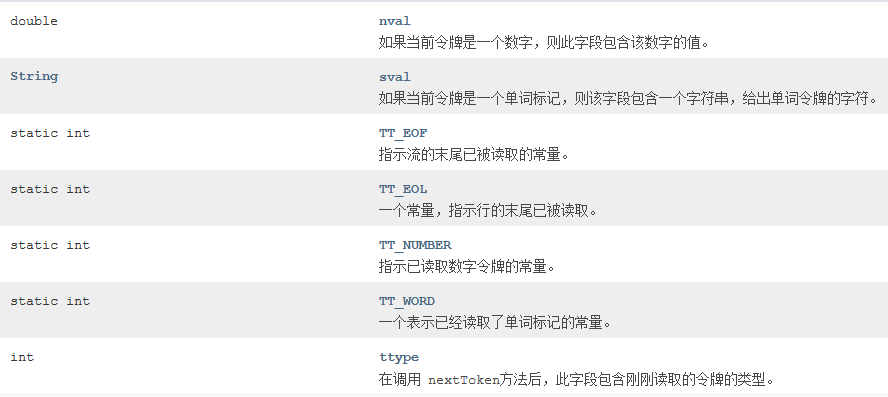 double nval
如果当前令牌是一个数字，则此字段包含该数字的值。
String sval
如果当前令牌是一个单词标记，则该字段包含一个字符串，给出单词令牌的字符。
static int TT_EOF
指示流的末尾已被读取的常量。
static int TT_EOL
一个常量，指示行的末尾已被读取。
static int TT_NUMBER
指示已读取数字令牌的常量。
static int TT_WORD
一个表示已经读取了单词标记的常量。
int ttype
在调用 nextToken方法后，此字段包含刚刚读取的令牌的类型。